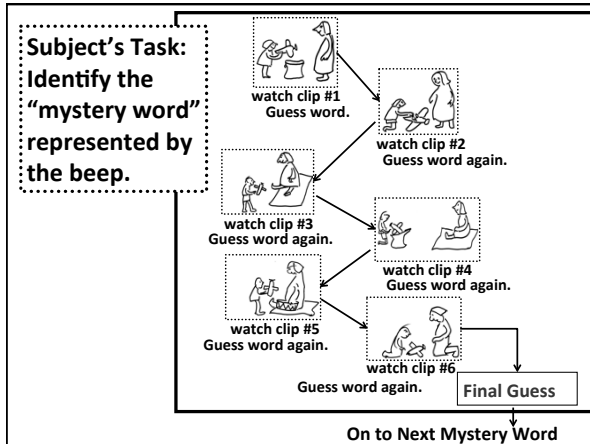 Subject’s Task:
Identify the
“mystery word”
represented by
the beep.
watch clip #1
Guess word.
watch clip #2
Guess word again.
watch clip #3
Guess word again.
watch clip #4
Guess word again.
watch clip #5
Guess word again.
watch clip #6
Guess word again.
Final Guess
On to Next Mystery Word